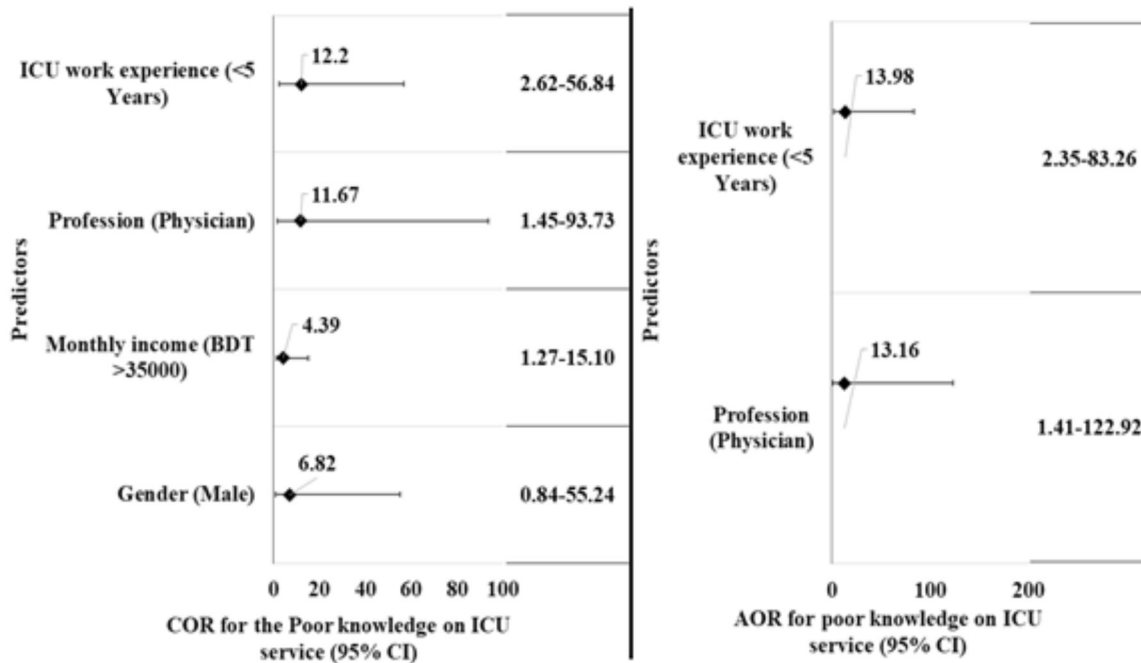 Predictors
ICU work experience (<5
Years)
12.2
2.62-56.84
Profession (Physician)
11.67
1.45-93.73
Monthly income (BDT
>35000)
4.39
1.27-15.10
Gender (Male)
6.82
0.84-55.24
0 20 40 60 80 100
COR for the Poor knowledge on ICU
service (95% CI)
Predictors
ICU work
experience (<5
Years)
13.98
2.35-83.26
Profession
(Physician)
13.16
1.41-122.92
0 100 200
AOR for poor knowledge on ICU
service (95% CI)